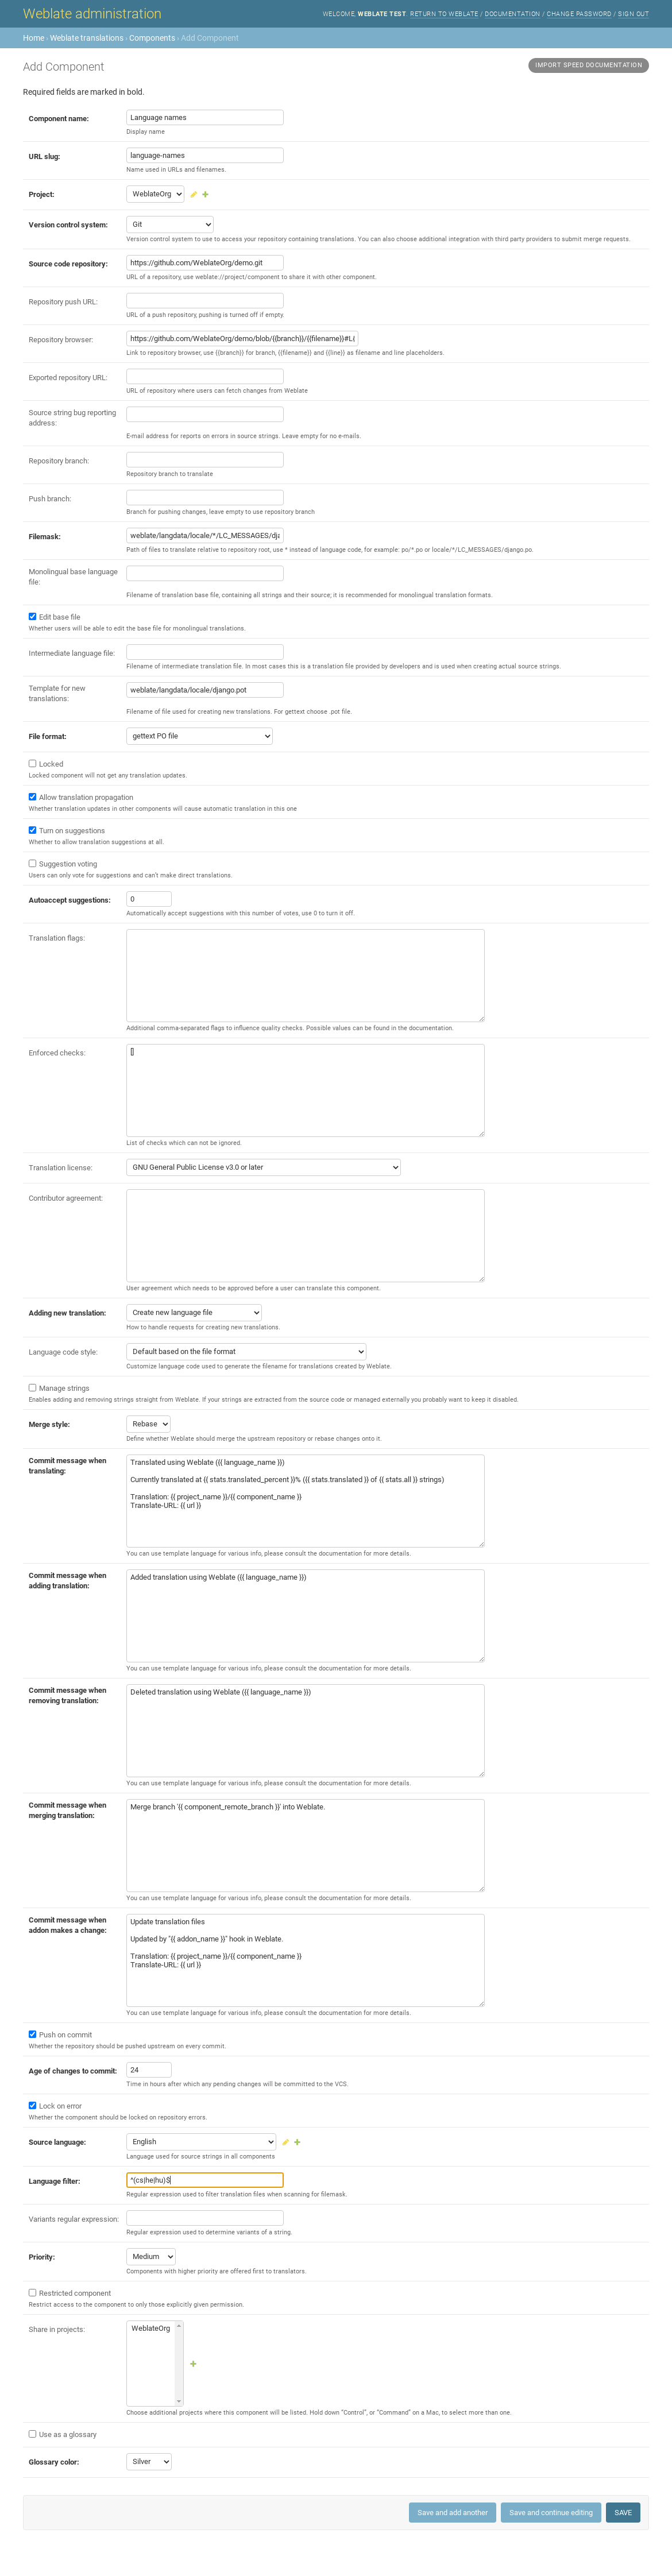 Weblate administration
WELCOME, WEBLATE TEST RETURN TO WEBLATE / DOCUMENTATION / CHANGE PASSWORD / SIGN OUT
Home › Weblate translations › Components › Add Component
Add Component
IMPORT SPEED DOCUMENTATION
Required fields are marked in bold.
Component name:
Language names
Display name
URL slug:
language-names
Name used in URLs and filenames.
Project:
WeblateOrg
Version control system:
Git
Version control system to use to access your repository containing translations. You can also choose additional integration with third party providers to submit merge requests.
Source code repository:
https://github.com/WeblateOrg/demo.git
URL of a repository, use weblate://project/component to share it with other component.
Repository push URL:
URL of a push repository, pushing is turned off if empty.
Repository browser:
https://github.com/WeblateOrg/demo/blob/{{branch}}/{{filename}}#L{
Link to repository browser, use {{branch}} for branch, {{filename}} and {{line}} as filename and line placeholders.
Exported repository URL:
URL of repository where users can fetch changes from Weblate
Source string bug reporting
address:
E-mail address for reports on errors in source strings. Leave empty for no e-mails.
Repository branch:
Repository branch to translate
Push branch:
Branch for pushing changes, leave empty to use repository branch
Filemask:
weblate/langdata/locale/*/LC_MESSAGES/dja
Path of files to translate relative to repository root, use * instead of language code, for example: po/*.po or locale/*/LC_MESSAGES/django.po.
Monolingual base language
file:
Filename of translation base file, containing all strings and their source; it is recommended for monolingual translation formats.
Edit base file
Whether users will be able to edit the base file for monolingual translations.
Intermediate language file:
Filename of intermediate translation file. In most cases this is a translation file provided by developers and is used when creating actual source strings.
Template for new
translations:
weblate/langdata/locale/django.pot
Filename of file used for creating new translations. For gettext choose .pot file.
File format:
gettext PO file
Locked
Locked component will not get any translation updates.
Allow translation propagation
Whether translation updates in other components will cause automatic translation in this one
Turn on suggestions
Whether to allow translation suggestions at all.
Suggestion voting
Users can only vote for suggestions and can't make direct translations.
Autoaccept suggestions:
0
Automatically accept suggestions with this number of votes, use 0 to turn it off.
Translation flags:
Additional comma-separated flags to influence quality checks. Possible values can be found in the documentation.
Enforced checks:
[]
List of checks which can not be ignored.
Translation license:
GNU General Public License v3.0 or later
Contributor agreement:
User agreement which needs to be approved before a user can translate this component.
Adding new translation:
Create new language file
How to handle requests for creating new translations.
Language code style:
Default based on the file format
Customize language code used to generate the filename for translations created by Weblate.
Manage strings
Enables adding and removing strings straight from Weblate. If your strings are extracted from the source code or managed externally you probably want to keep it disabled.
Merge style:
Rebase
Define whether Weblate should merge the upstream repository or rebase changes onto it.
Commit message when
translating:
Translated using Weblate ({{ language_name }})
Currently translated at {{ stats.translated_percent }}% ({{ stats.translated }} of {{ stats.all }} strings)
Translation: {{ project_name }}/{{ component_name }}
Translate-URL: {{ url }}
You can use template language for various info, please consult the documentation for more details.
Commit message when
adding translation:
Added translation using Weblate ({{ language_name }})
You can use template language for various info, please consult the documentation for more details.
Commit message when
removing translation:
Deleted translation using Weblate ({{ language_name }})
You can use template language for various info, please consult the documentation for more details.
Commit message when
merging translation:
Merge branch '{{ component_remote_branch }}' into Weblate.
You can use template language for various info, please consult the documentation for more details.
Commit message when
addon makes a change:
Update translation files
Updated by "{{ addon_name }}" hook in Weblate.
Translation: {{ project_name }}/{{ component_name }}
Translate-URL: {{ url }}
You can use template language for various info, please consult the documentation for more details.
Push on commit
Whether the repository should be pushed upstream on every commit.
Age of changes to commit:
24
Time in hours after which any pending changes will be committed to the VCS.
Lock on error
Whether the component should be locked on repository errors.
Source language:
English
Language used for source strings in all components
Language filter:
^(cs|he|hu)$
Regular expression used to filter translation files when scanning for filemask.
Variants regular expression:
Regular expression used to determine variants of a string.
Priority:
Medium
Components with higher priority are offered first to translators.
Restricted component
Restrict access to the component to only those explicitly given permission.
Share in projects:
WeblateOrg
Choose additional projects where this component will be listed. Hold down “Control”, or “Command” on a Mac, to select more than one.
Use as a glossary
Glossary color:
Silver
Save and add another
Save and continue editing
SAVE